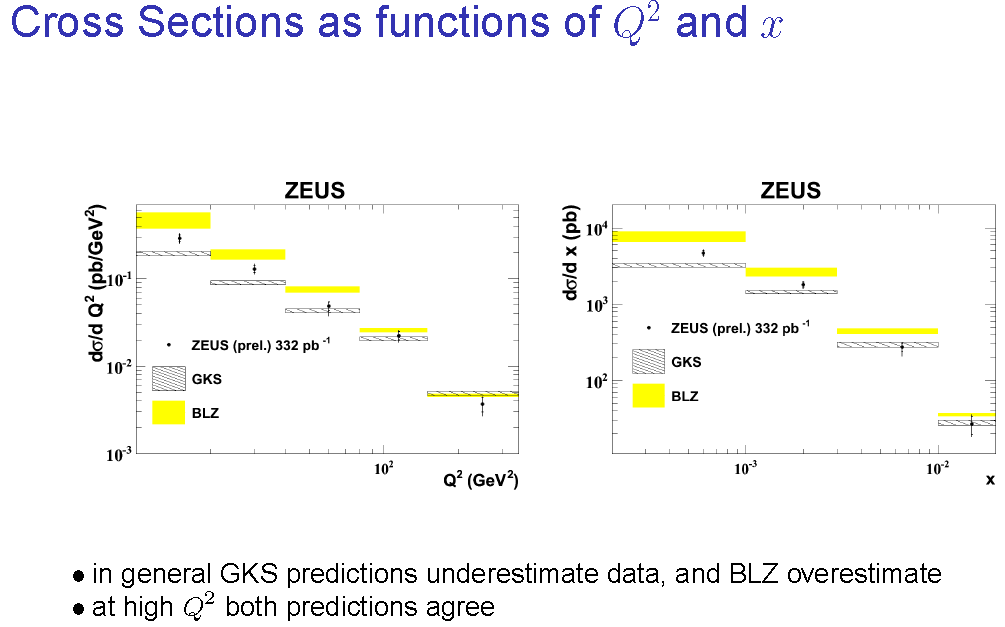 Cross Sections as functions of Q² and x
ZEUS
dσ/d Q² (pb/GeV²)
10⁻¹
10⁻²
10⁻³
ZEUS (prel.) 332 pb⁻¹
GKS
BLZ
10²
Q² (GeV²)
ZEUS
dσ/d x (pb)
10⁴
10³
10²
ZEUS (prel.) 332 pb⁻¹
GKS
BLZ
10⁻³ 10⁻²
x
• in general GKS predictions underestimate data, and BLZ overestimate
• at high Q² both predictions agree